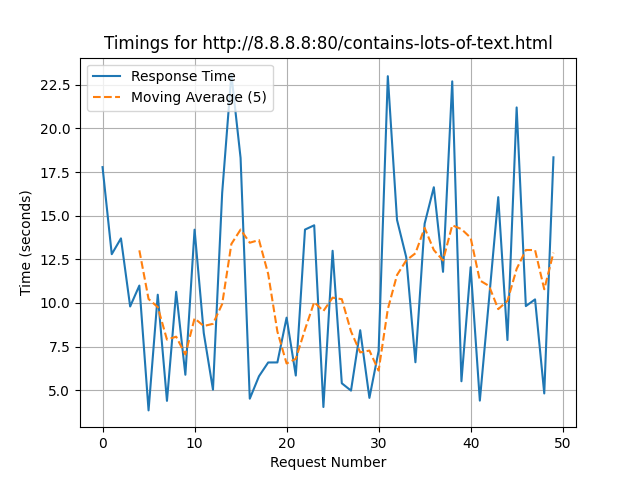 Timings for http://8.8.8.8:80/contains-lots-of-text.html
Response Time
Moving Average (5)
22.5
20.0
17.5
15.0
12.5
10.0
7.5
5.0
Time (seconds)
0 10 20 30 40 50
Request Number